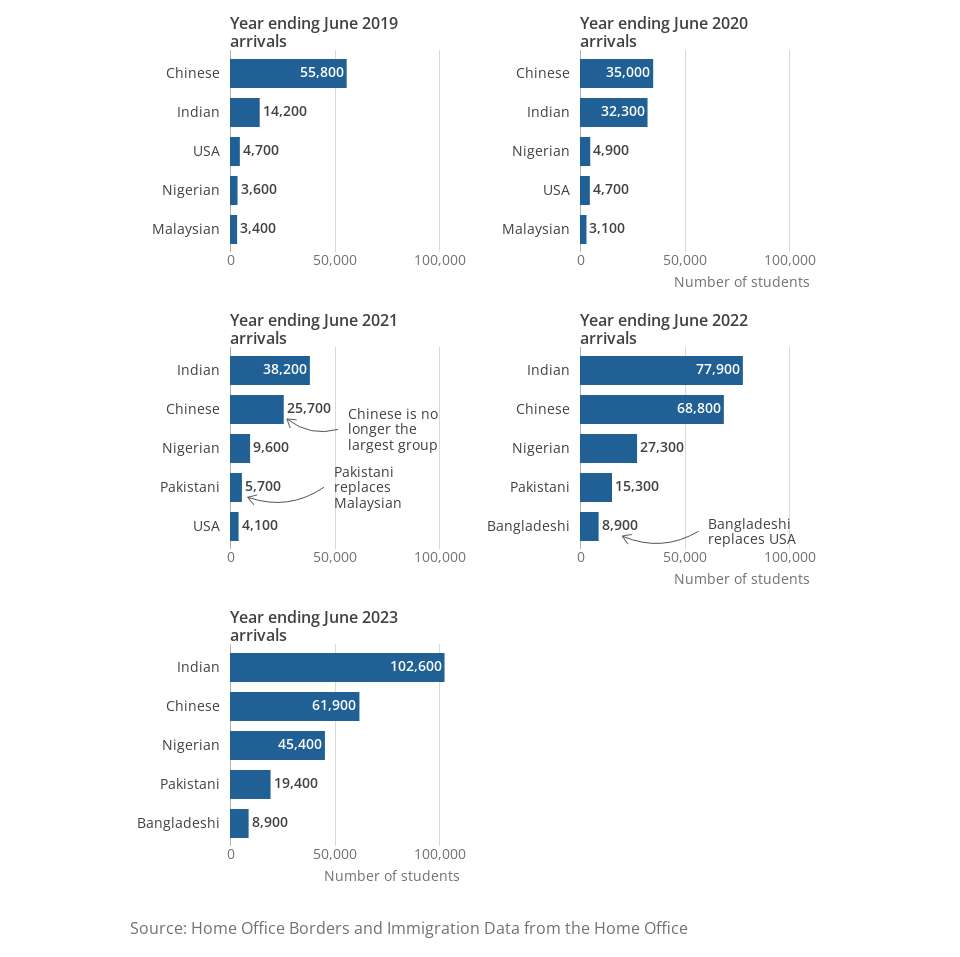 Year ending June 2019
arrivals
Chinese 55,800
Indian 14,200
USA 4,700
Nigerian 3,600
Malaysian 3,400
0 50,000 100,000
Year ending June 2020
arrivals
Chinese 35,000
Indian 32,300
Nigerian 4,900
USA 4,700
Malaysian 3,100
0 50,000 100,000
Number of students
Year ending June 2021
arrivals
Indian 38,200
Chinese 25,700
Chinese is no
longer the
largest group
Nigerian 9,600
Pakistani 5,700
Pakistani
replaces
Malaysian
USA 4,100
0 50,000 100,000
Year ending June 2022
arrivals
Indian 77,900
Chinese 68,800
Nigerian 27,300
Pakistani 15,300
Bangladeshi 8,900
Bangladeshi
replaces USA
0 50,000 100,000
Number of students
Year ending June 2023
arrivals
Indian 102,600
Chinese 61,900
Nigerian 45,400
Pakistani 19,400
Bangladeshi 8,900
0 50,000 100,000
Number of students
Source: Home Office Borders and Immigration Data from the Home Office